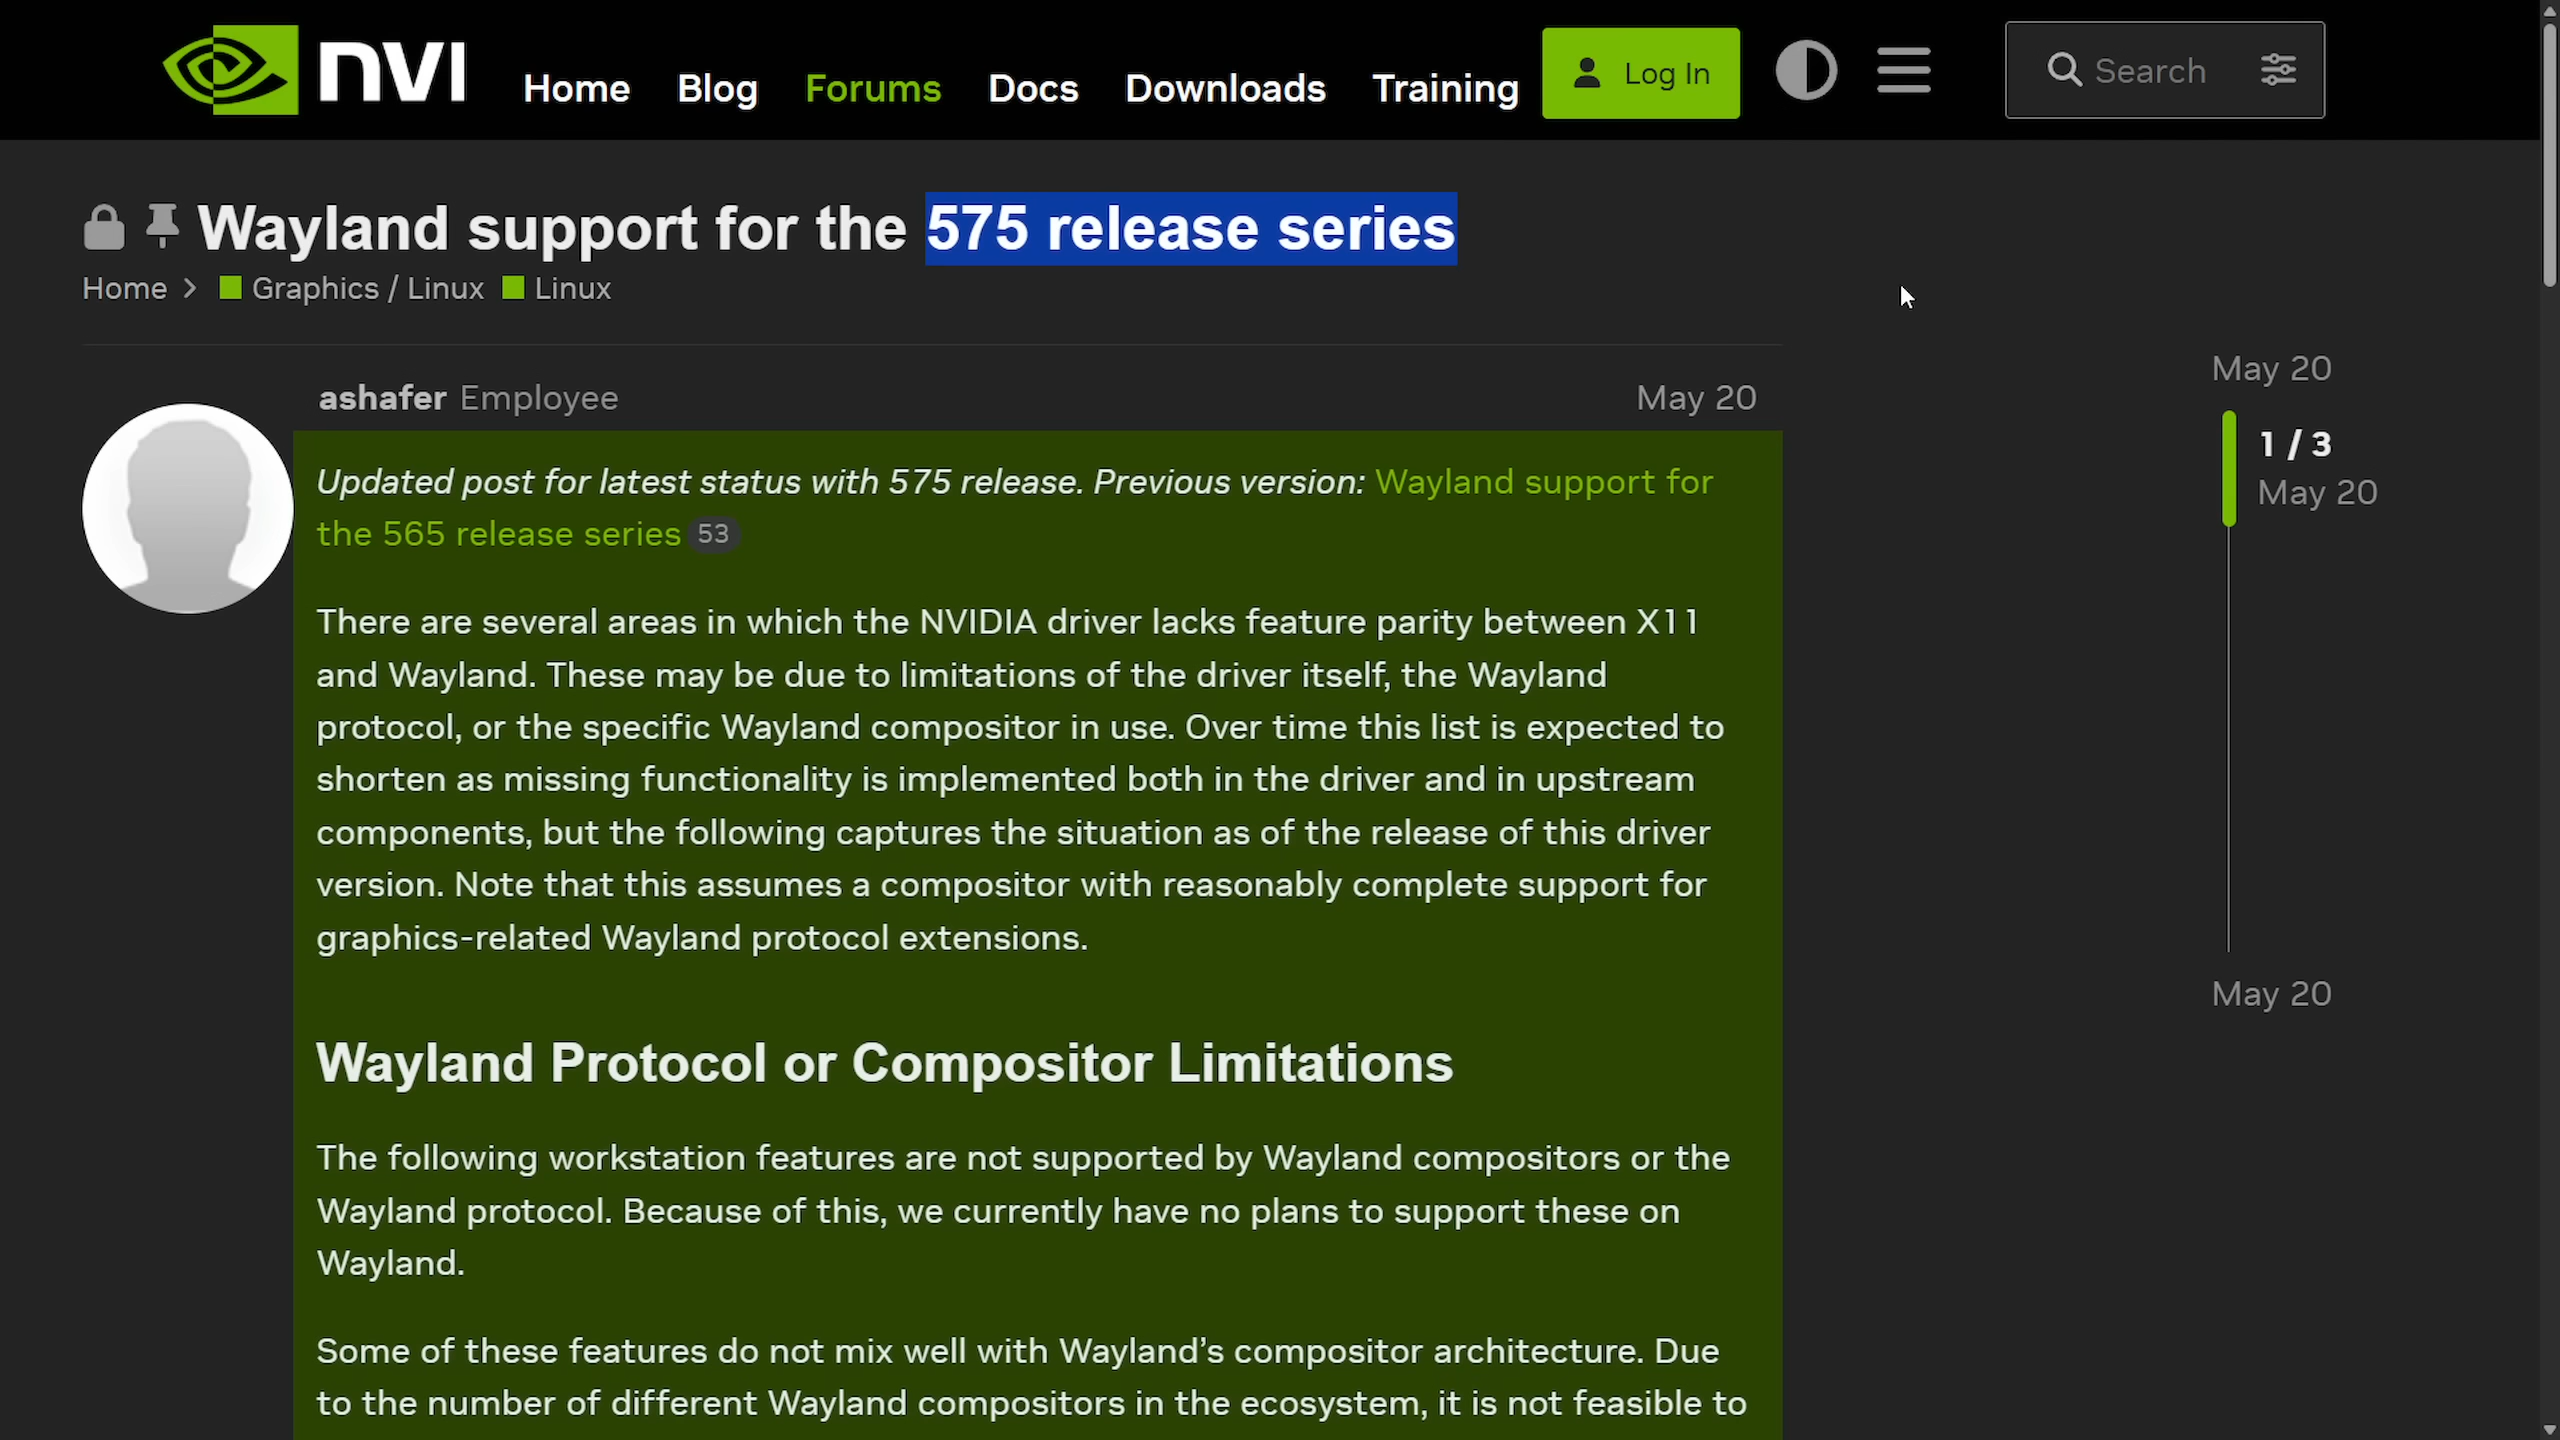 nVI
Home Blog Forums Docs Downloads Training
Log In
Search
Wayland support for the 575 release series
Home Graphics / Linux Linux
ashafer Employee May 20
Updated post for latest status with 575 release. Previous version: Wayland support for
the 565 release series 53
There are several areas in which the NVIDIA driver lacks feature parity between X11
and Wayland. These may be due to limitations of the driver itself, the Wayland
protocol, or the specific Wayland compositor in use. Over time this list is expected to
shorten as missing functionality is implemented both in the driver and in upstream
components, but the following captures the situation as of the release of this driver
version. Note that this assumes a compositor with reasonably complete support for
graphics-related Wayland protocol extensions.
Wayland Protocol or Compositor Limitations
The following workstation features are not supported by Wayland compositors or the
Wayland protocol. Because of this, we currently have no plans to support these on
Wayland.
Some of these features do not mix well with Wayland’s compositor architecture. Due
to the number of different Wayland compositors in the ecosystem, it is not feasible to
May 20
1 / 3
May 20
May 20